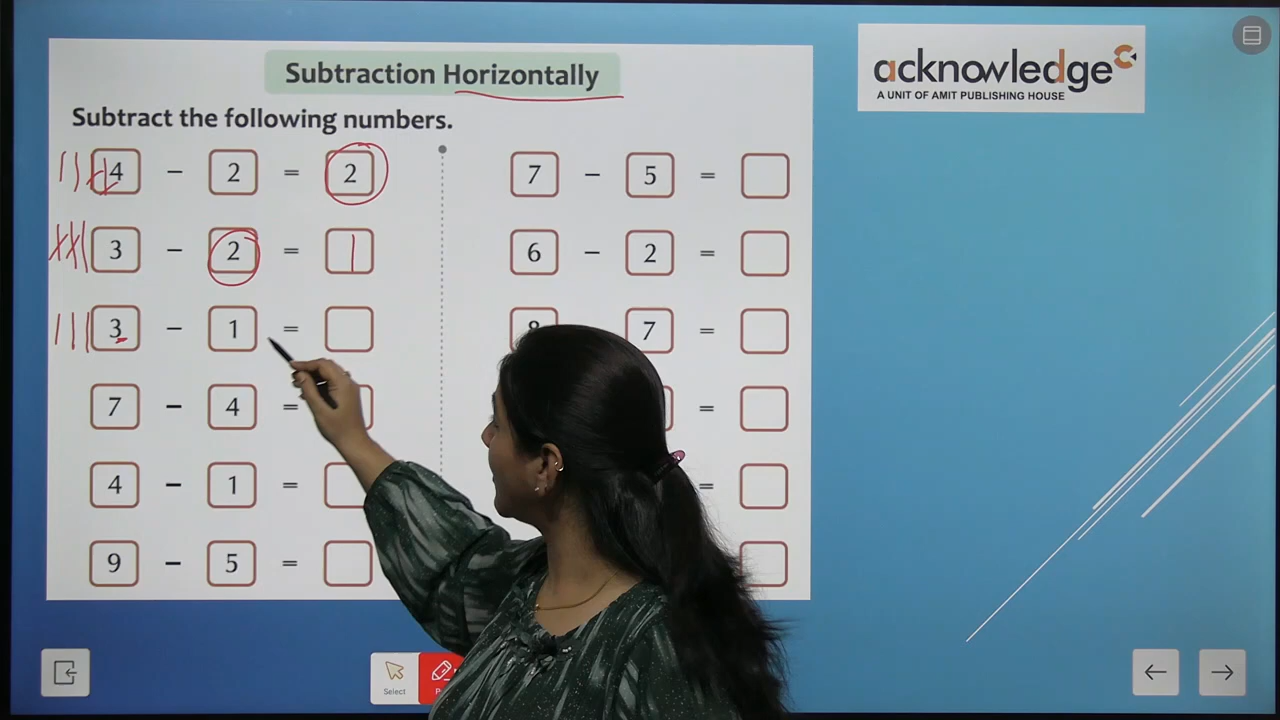 Subtraction Horizontally
acknowledge
A UNIT OF AMIT PUBLISHING HOUSE
Subtract the following numbers.
4 - 2 = 2
7 - 5 =
3 - 2 = 1
6 - 2 =
3 - 1 =
8 7 =
7 - 4 =
=
4 - 1 =
=
9 - 5 =
Select